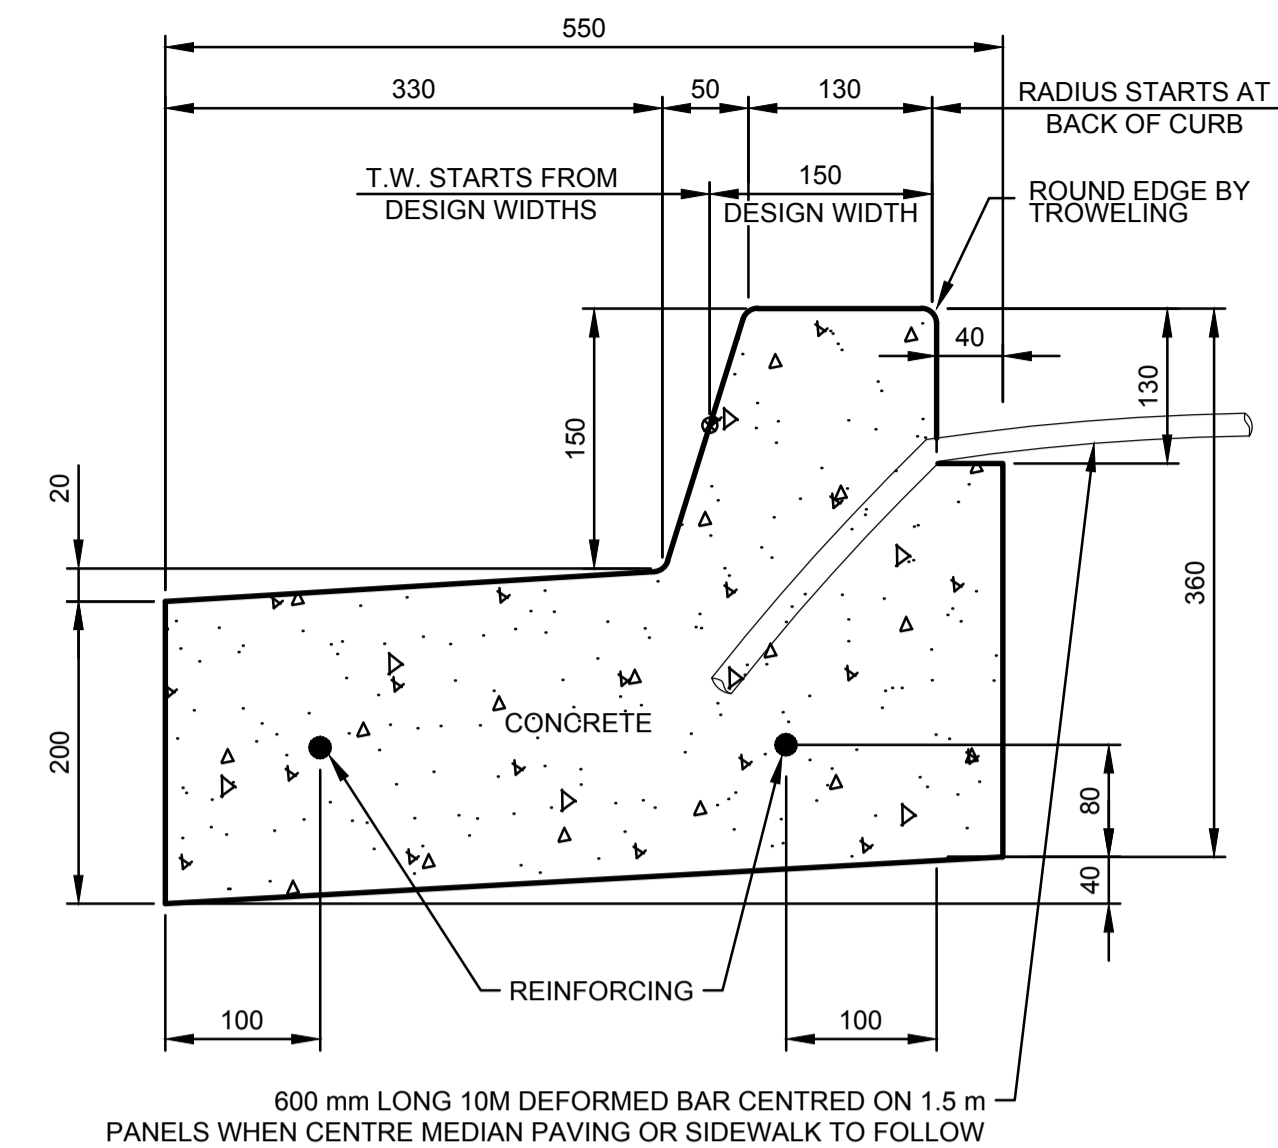 550
330
50
130
RADIUS STARTS AT
BACK OF CURB
T.W. STARTS FROM
DESIGN WIDTHS
150
DESIGN WIDTH
ROUND EDGE BY
TROWELING
40
130
150
20
360
200
CONCRETE
80
40
REINFORCING
100
100
600 mm LONG 10M DEFORMED BAR CENTRED ON 1.5 m
PANELS WHEN CENTRE MEDIAN PAVING OR SIDEWALK TO FOLLOW